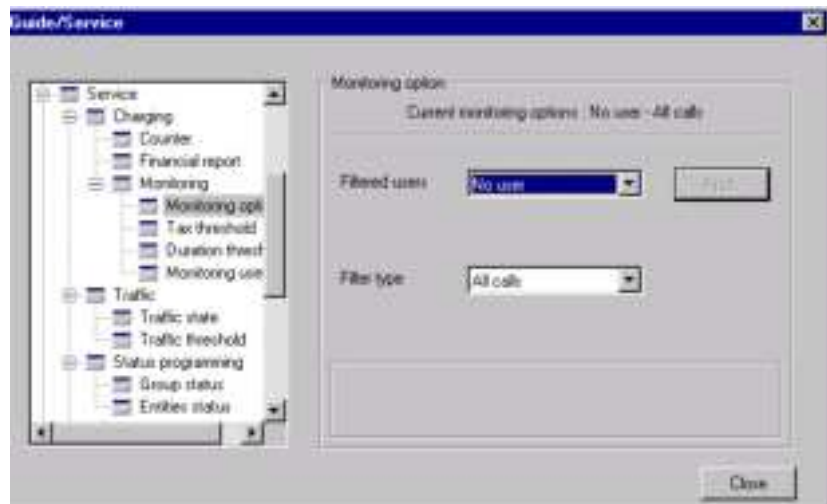 Guide/Service
Service
Charging
Counter
Financial report
Monitoring
Monitoring opti
Tax threshold
Duration thresh
Monitoring use
Traffic
Traffic state
Traffic threshold
Status programming
Group status
Entities status
Monitoring option
Current monitoring options : No user - All calls
Filtered users
No user
Filter type
All calls
Close